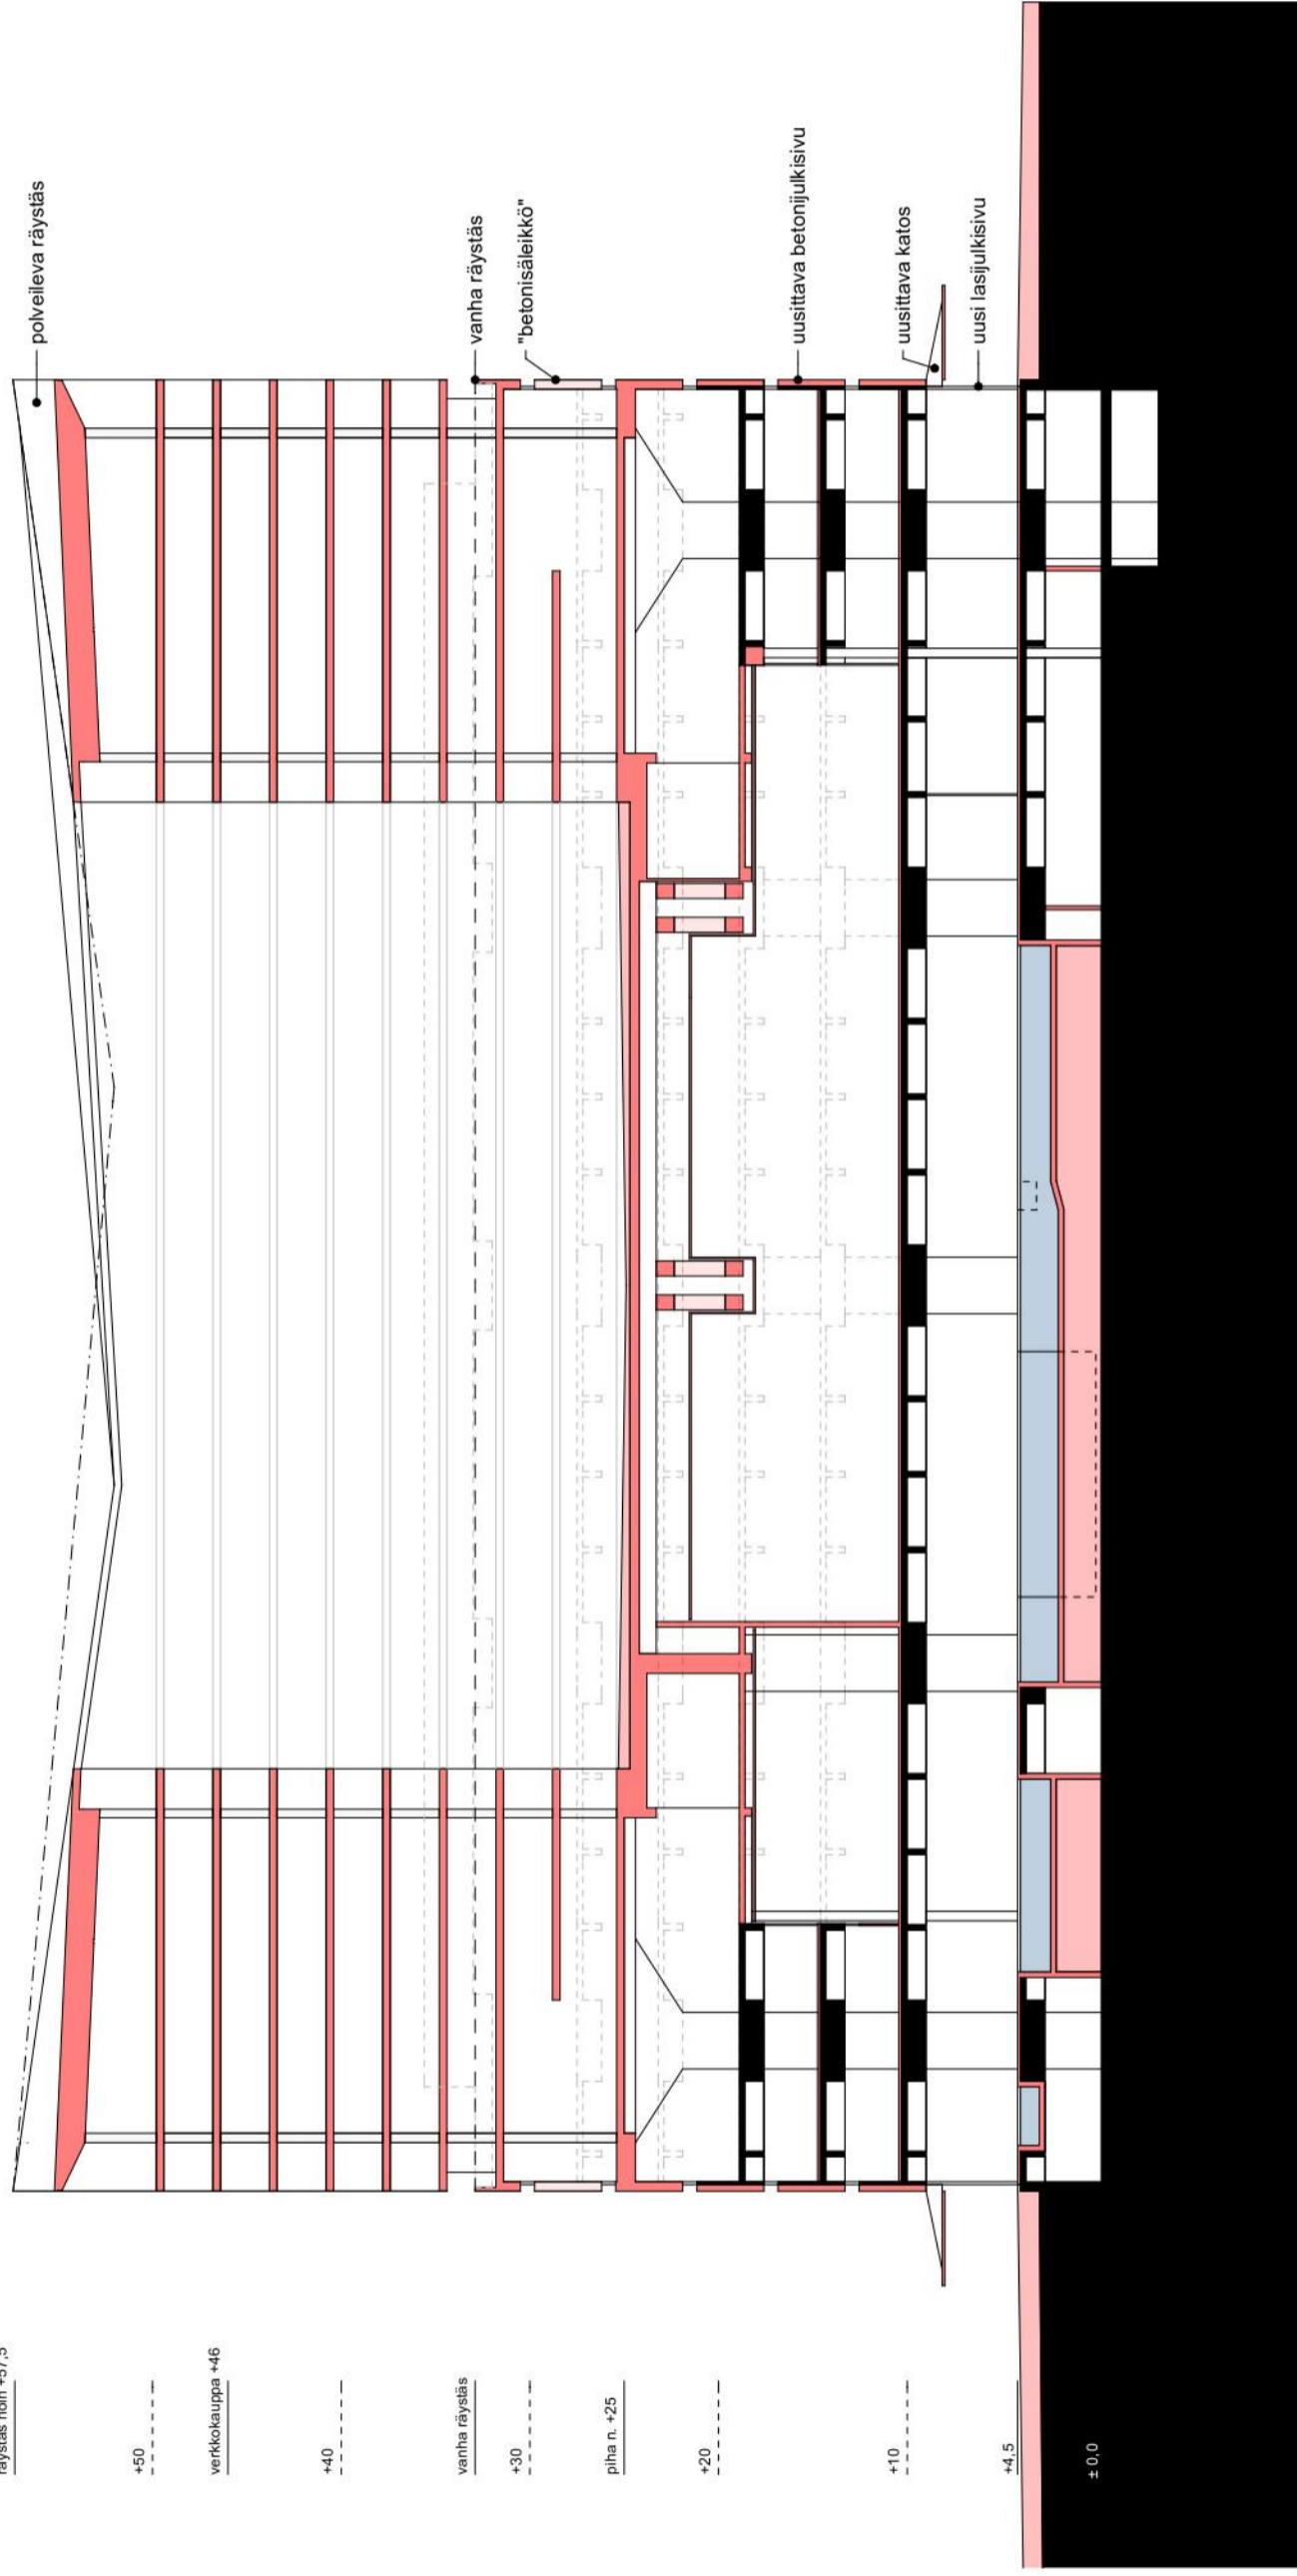 polveileva räystäs
vanha räystäs
"betonisäleikkö"
uusittava betonijulkisivu
uusittava katos
uusi lasijulkisivu
räystäs noin +57,5
+50
verkkokauppa +46
+40
vanha räystäs
+30
piha n. +25
+20
+10
+4,5
± 0,0